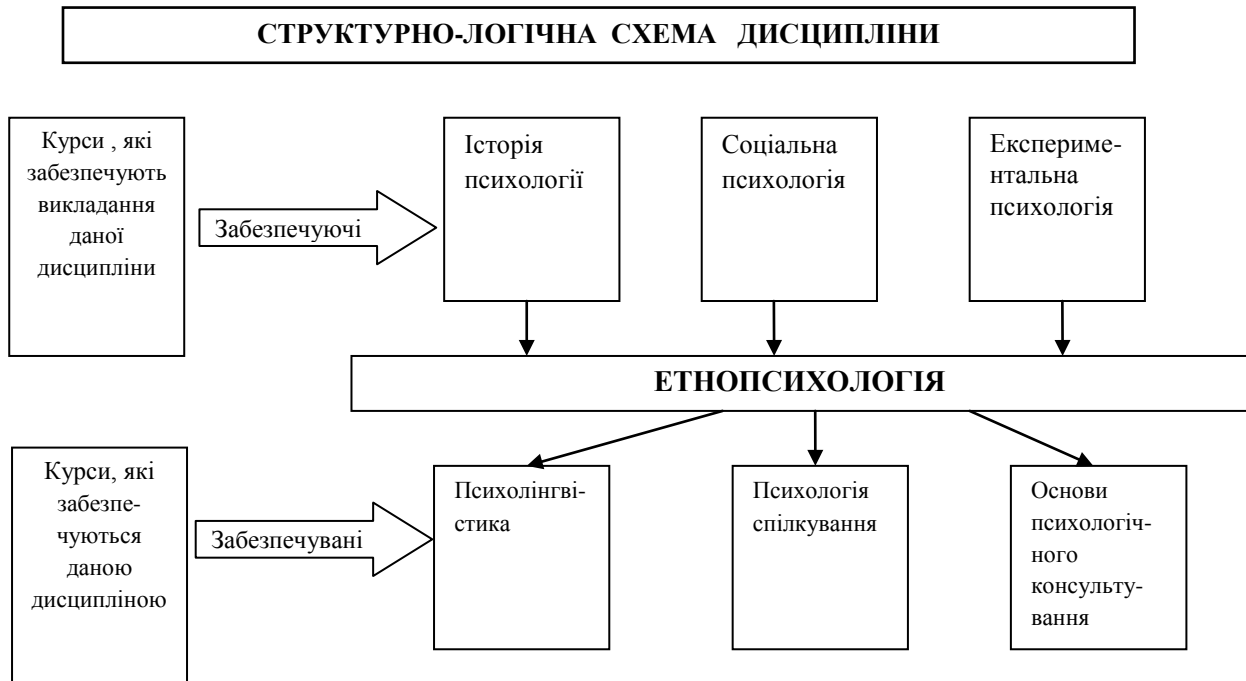 СТРУКТУРНО-ЛОГІЧНА СХЕМА ДИСЦИПЛІНИ
Курси , які
забезпечують
викладання
даної
дисципліни
Забезпечуючі
Історія
психології
Соціальна
психологія
Експериме-
нтальна
психологія
ЕТНОПСИХОЛОГІЯ
Курси, які
забезпе-
чуються
даною
дисципліною
Забезпечувані
Психолінгві-
стика
Психологія
спілкування
Основи
психологіч-
ного
консульту-
вання